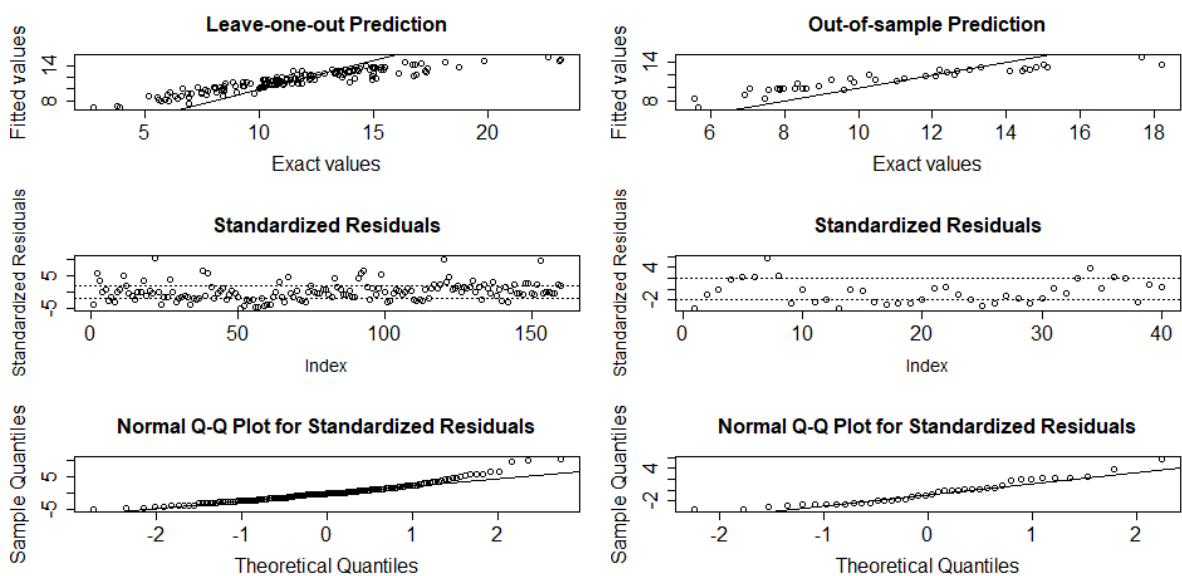 Leave-one-out Prediction
Fitted values
8 14
5 10 15 20
Exact values
Out-of-sample Prediction
Fitted values
8 14
6 8 10 12 14 16 18
Exact values
Standardized Residuals
Standardized Residuals
-5 5
0 50 100 150
Index
Standardized Residuals
Standardized Residuals
-2 4
0 10 20 30 40
Index
Normal Q-Q Plot for Standardized Residuals
Sample Quantiles
-5 5
-2 -1 0 1 2
Theoretical Quantiles
Normal Q-Q Plot for Standardized Residuals
Sample Quantiles
-2 4
-2 -1 0 1 2
Theoretical Quantiles